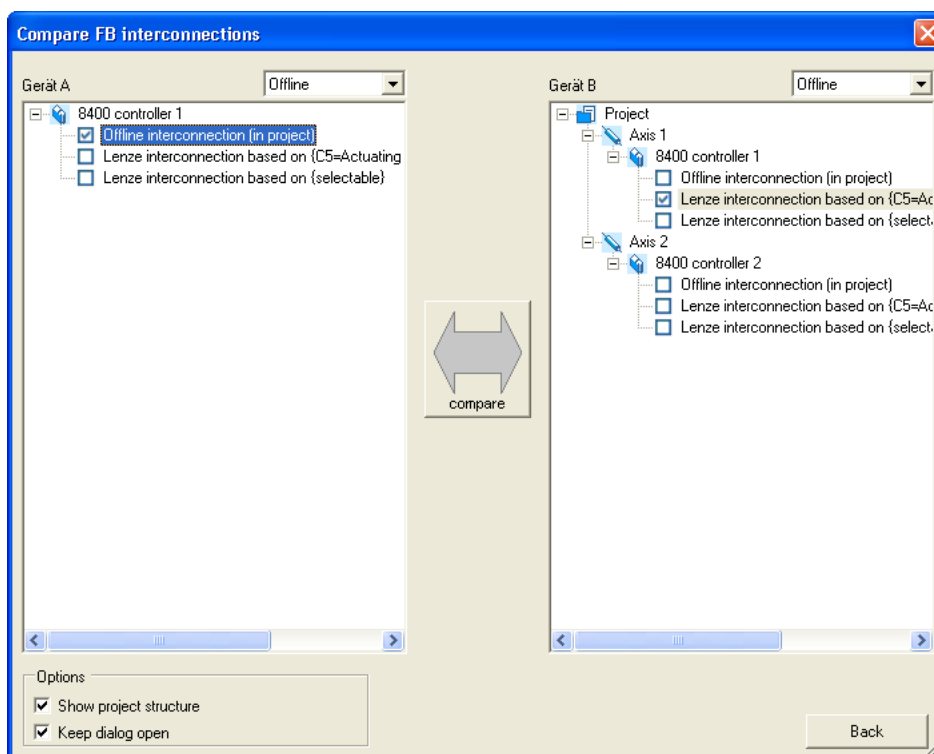 Compare FB interconnections
Gerät A
Offline
8400 controller 1
Offline interconnection (in project)
Lenze interconnection based on {C5=Actuating
Lenze interconnection based on {selectable}
compare
Gerät B
Offline
Project
Axis 1
8400 controller 1
Offline interconnection (in project)
Lenze interconnection based on {C5=Ac
Lenze interconnection based on {select
Axis 2
8400 controller 2
Offline interconnection (in project)
Lenze interconnection based on {C5=Ac
Lenze interconnection based on {select
Options
Show project structure
Keep dialog open
Back